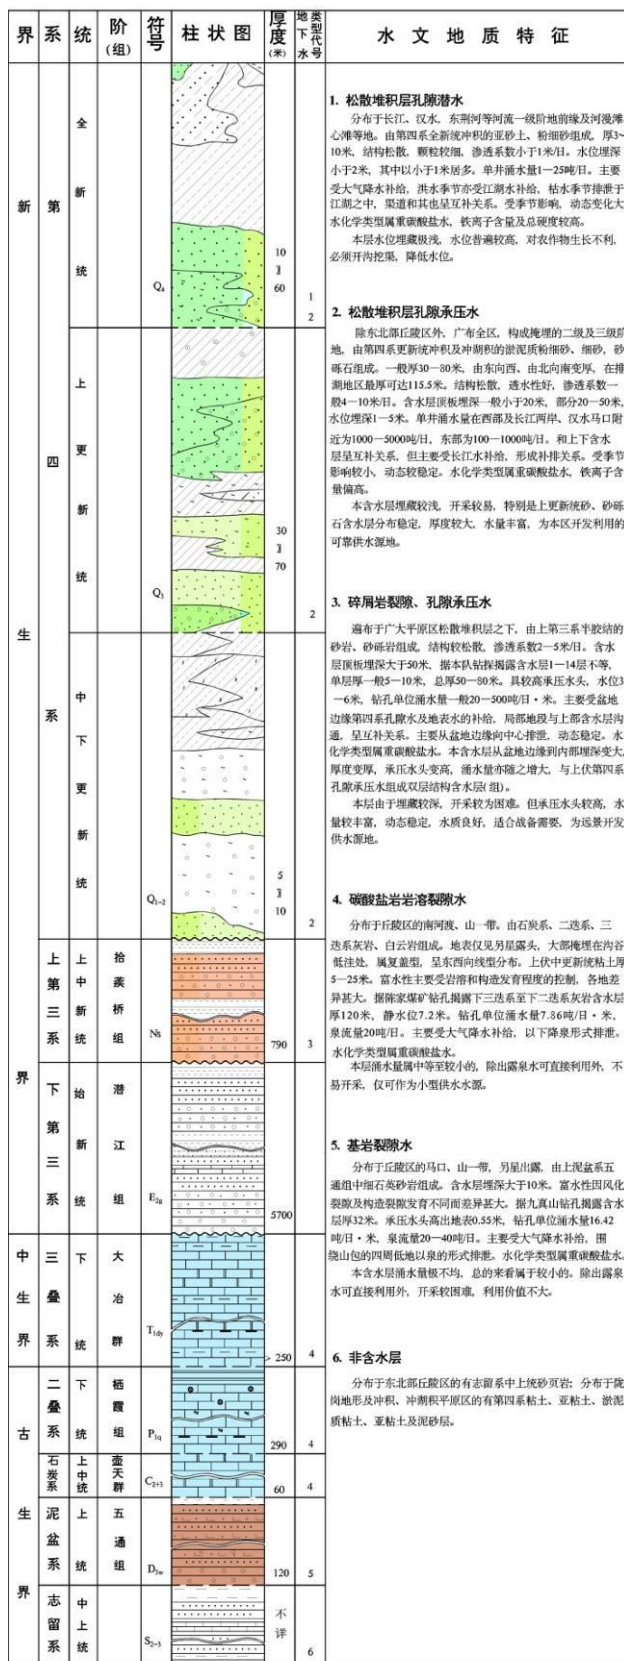 界 系 统 阶(组) 符号 柱状图 厚度(米) 地下水类型代号 水文地质特征
新生界
第四系
全新统
Q4
10~60
1
2
上更新统
Q3
30~70
2
中下更新统
Q1-2
5~10
2
上第三系 上中新统 拾蒺桥组 Ns 790 3
下第三系 始新统 潜江组 E2g 5700
中生界 三叠系 下统 大冶群 T1dy >250 4
古生界
二叠系 下统 栖霞组 P1q 290 4
石炭系 上中统 壶天群 C2+3 60 4
泥盆系 上统 五通组 D3w 120 5
志留系 中上统 S2-3 不详 6
1. 松散堆积层孔隙潜水
分布于长江、汉水，东荆河等河流一级阶地前缘及河漫滩
心滩等地。由第四系全新统冲积的亚砂土、粉细砂组成，厚3~
10米，结构松散，颗粒较细，渗透系数小于1米/日。水位埋深
小于2米，其中以小于1米居多。单井涌水量1—25吨/日。主要
受大气降水补给，洪水季节亦受江湖水补给，枯水季节排泄于
江湖之中，渠道和其也呈互补关系。受季节影响，动态变化大
水化学类型属重碳酸盐水，铁离子含量及总硬度较高。
本层水位埋藏极浅，水位普遍较高，对农作物生长不利，
必须开沟挖渠，降低水位。
2. 松散堆积层孔隙承压水
除东北部丘陵区外，广布全区，构成掩埋的二级及三级阶
地，由第四系更新统冲积及冲湖积的淤泥质粉细砂、细砂，砂
砾石组成。一般厚30—80米，由东向西、由北向南变厚，在排
湖地区最厚可达115.5米。结构松散，透水性好，渗透系数一
般4—10米/日。含水层顶板埋深一般小于20米，部分20—50米，
水位埋深1—5米。单井涌水量在西部及长江两岸、汉水马口附
近为1000—5000吨/日，东部为100—1000吨/日。和上下含水
层呈互补关系，但主要受长江水补给，形成补排关系。受季节
影响较小，动态较稳定。水化学类型属重碳酸盐水，铁离子含
量偏高。
本含水层埋藏较浅，开采较易，特别是上更新统砂、砂砾
石含水层分布稳定，厚度较大，水量丰富，为本区开发利用的
可靠供水源地。
3. 碎屑岩裂隙、孔隙承压水
遍布于广大平原区松散堆积层之下，由上第三系半胶结的
砂岩、砂砾岩组成，结构较松散，渗透系数2—5米/日。含水
层顶板埋深大于50米，据本队钻探揭露含水层1—14层不等，
单层厚一般5—10米，总厚50—80米。具较高承压水头，水位3
—6米，钻孔单位涌水量一般20—500吨/日·米。主要受盆地
边缘第四系孔隙水及地表水的补给，局部地段与上部含水层沟
通，呈互补关系。主要从盆地边缘向中心排泄，动态稳定。水
化学类型属重碳酸盐水。本含水层从盆地边缘到内部埋深变大，
厚度变厚，承压水头变高，涌水量亦随之增大，与上伏第四系
孔隙承压水组成双层结构含水层(组)。
本层由于埋藏较深，开采较为困难。但承压水头较高，水
量较丰富，动态稳定，水质良好，适合战备需要，为远景开发
供水源地。
4. 碳酸盐岩岩溶裂隙水
分布于丘陵区的南河渡、山一带。由石炭系、二迭系、三
迭系灰岩、白云岩组成。地表仅见另星露头，大部掩埋在沟谷
低洼处，属复盖型，呈东西向线型分布。上伏中更新统粘土厚
5—25米。富水性主要受岩溶和构造发育程度的控制，各地差
异甚大。据陈家煤矿钻孔揭露下三迭系至下二迭系灰岩含水层
厚120米，静水位7.2米。钻孔单位涌水量7.86吨/日·米，
泉流量20吨/日。主要受大气降水补给，以下降泉形式排泄。
水化学类型属重碳酸盐水。
本层涌水量属中等至较小的，除出露泉水可直接利用外，不
易开采，仅可作为小型供水水源。
5. 基岩裂隙水
分布于丘陵区的马口、山一带，另星出露，由上泥盆系五
通组中细石英砂岩组成。含水层埋深大于10米。富水性因风化
裂隙及构造裂隙发育不同而差异甚大。据九真山钻孔揭露含水
层厚32米。承压水头高出地表0.55米，钻孔单位涌水量16.42
吨/日·米，泉流量20—40吨/日。主要受大气降水补给，围
绕山包的四周低地以泉的形式排泄。水化学类型属重碳酸盐水。
本含水层涌水量极不均，总的来看属于较小的。除出露泉
水可直接利用外，开采较困难，利用价值不大。
6. 非含水层
分布于东北部丘陵区的有志留系中上统砂页岩；分布于陇
岗地形及冲积、冲湖积平原区的有第四系粘土、亚粘土、淤泥
质粘土、亚粘土及泥砂层。